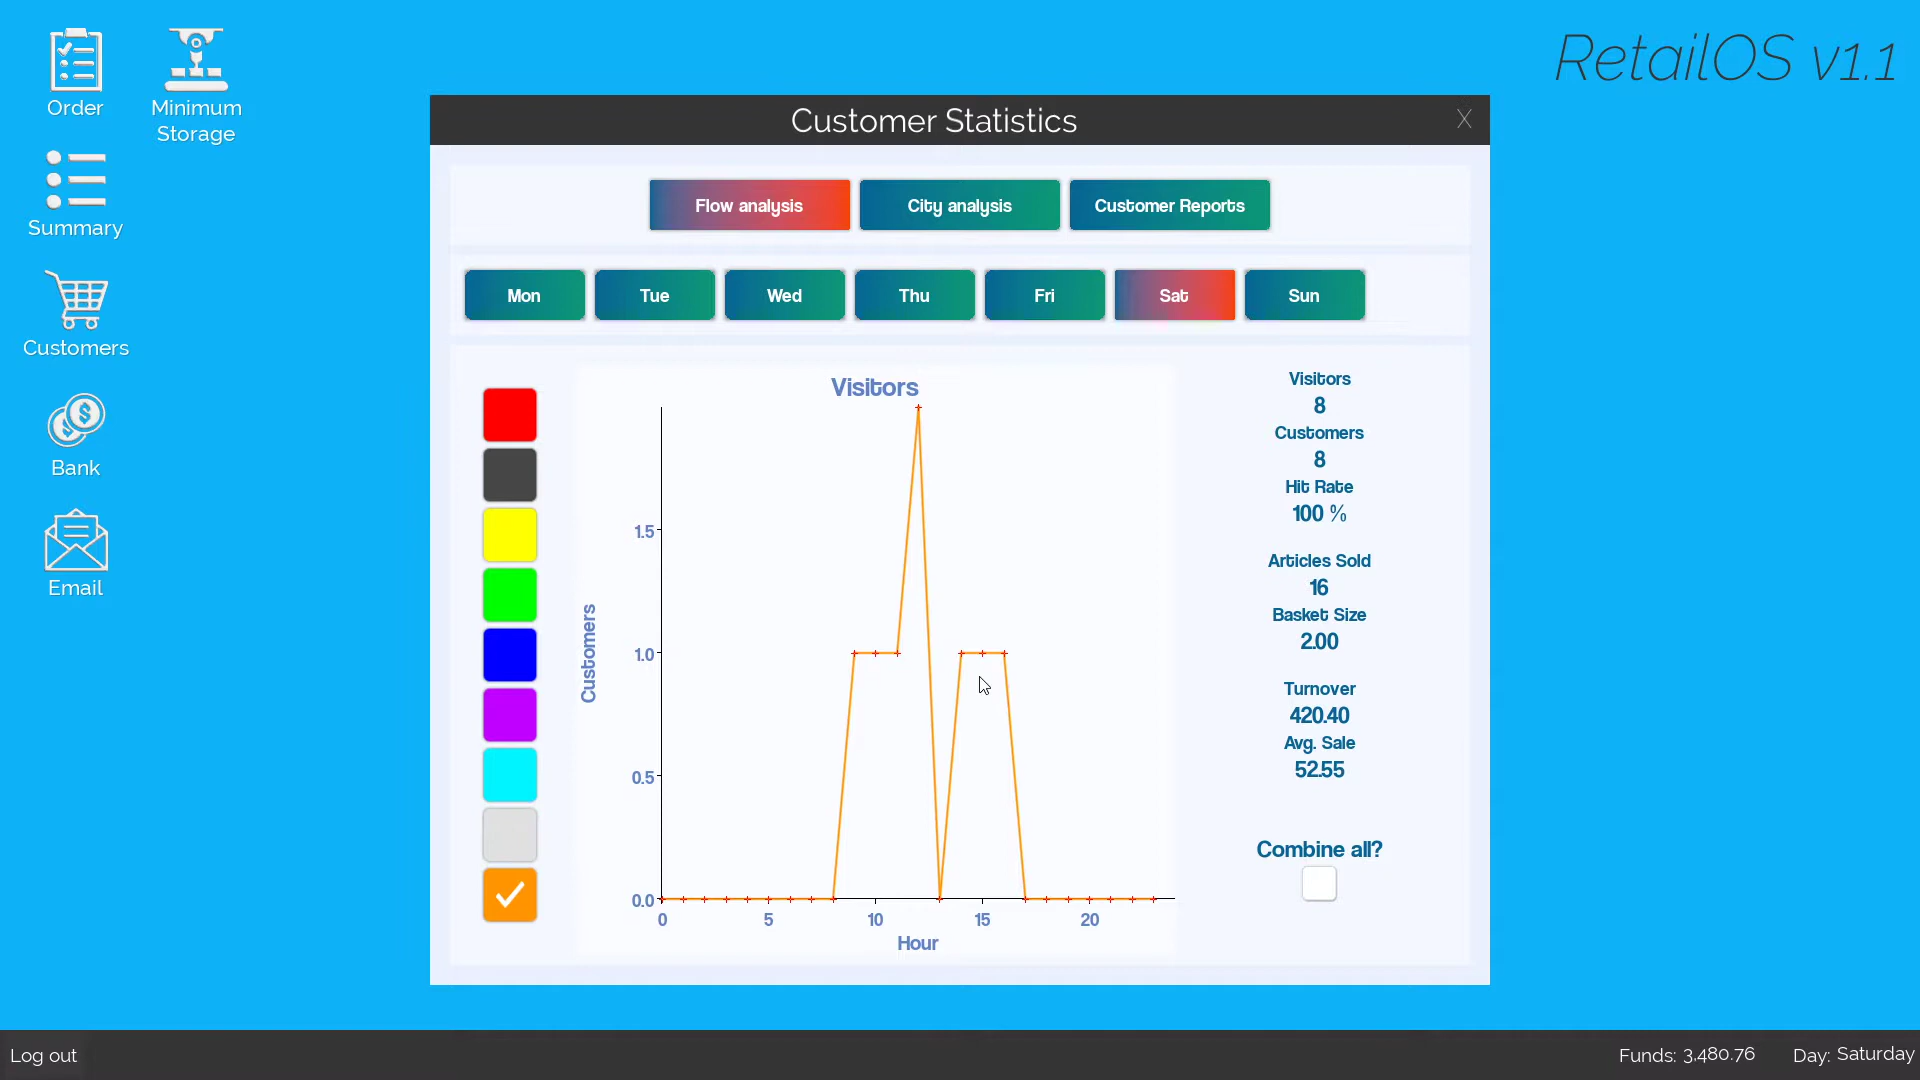 RetailOS v1.1
Order
Minimum
Storage
Summary
Customers
Bank
Email
Customer Statistics
X
Flow analysis
City analysis
Customer Reports
Mon
Tue
Wed
Thu
Fri
Sat
Sun
Visitors
1.5
1.0
0.5
0.0
Customers
0
5
10
15
20
Hour
Visitors
8
Customers
8
Hit Rate
100 %
Articles Sold
16
Basket Size
2.00
Turnover
420.40
Avg. Sale
52.55
Combine all?
Log out
Funds: 3,480.76
Day: Saturday